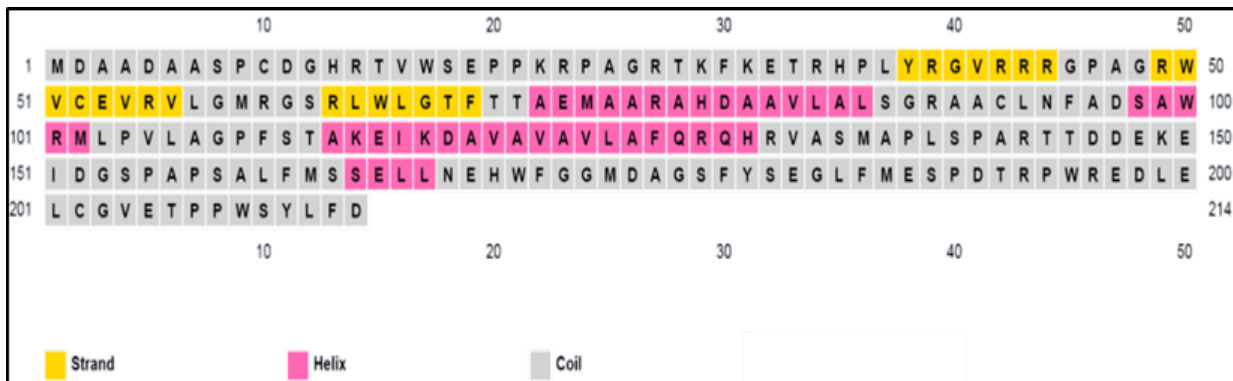 10 20 30 40 50
1 M D A A D A A S P C D G H R T V W S E P P K R P A G R T K F K E T R H P L Y R G V R R R G P A G R W 50
51 V C E V R V L G M R G S R L W L G T F T T A E M A A R A H D A A V L A L S G R A A C L N F A D S A W 100
101 R M L P V L A G P F S T A K E I K D A V A V A V L A F Q R Q H R V A S M A P L S P A R T T D D E K E 150
151 I D G S P A P S A L F M S S E L L N E H W F G G M D A G S F Y S E G L F M E S P D T R P W R E D L E 200
201 L C G V E T P P W S Y L F D 214
10 20 30 40 50
Strand Helix Coil